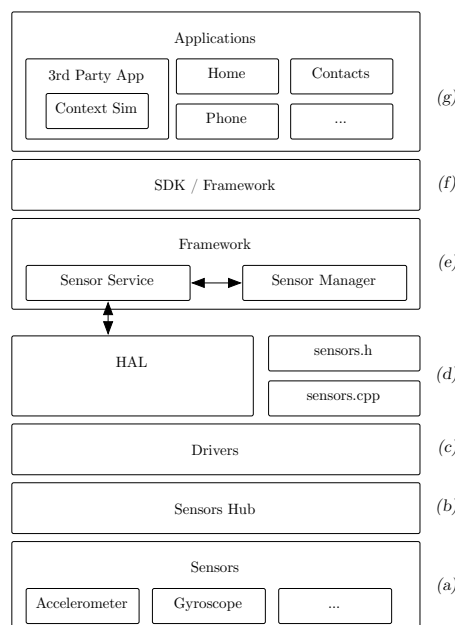 Applications
3rd Party App
Home
Contacts
Context Sim
Phone
...
(g)
SDK / Framework
(f)
Framework
(e)
Sensor Service
Sensor Manager
HAL
sensors.h
(d)
sensors.cpp
Drivers
(c)
Sensors Hub
(b)
Sensors
(a)
Accelerometer
Gyroscope
...